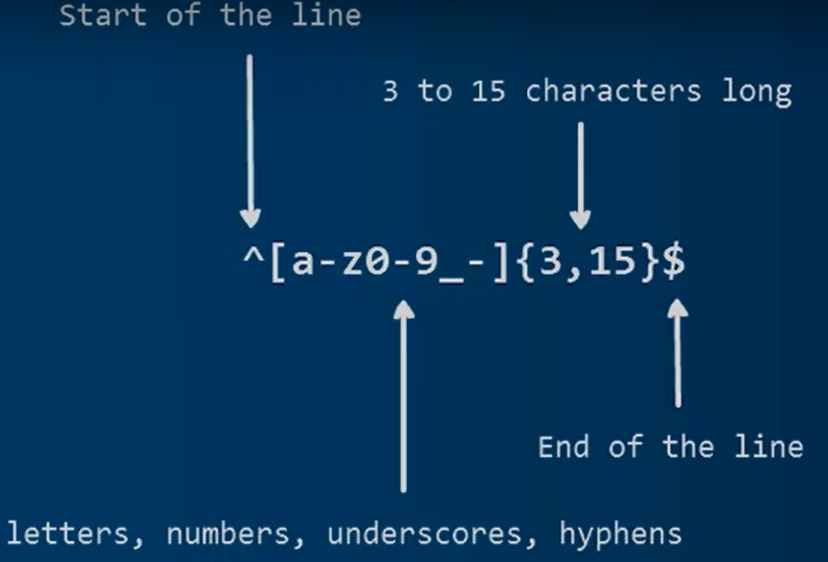 Start of the line
3 to 15 characters long
^[a-z0-9_-]{3,15}$
End of the line
letters, numbers, underscores, hyphens